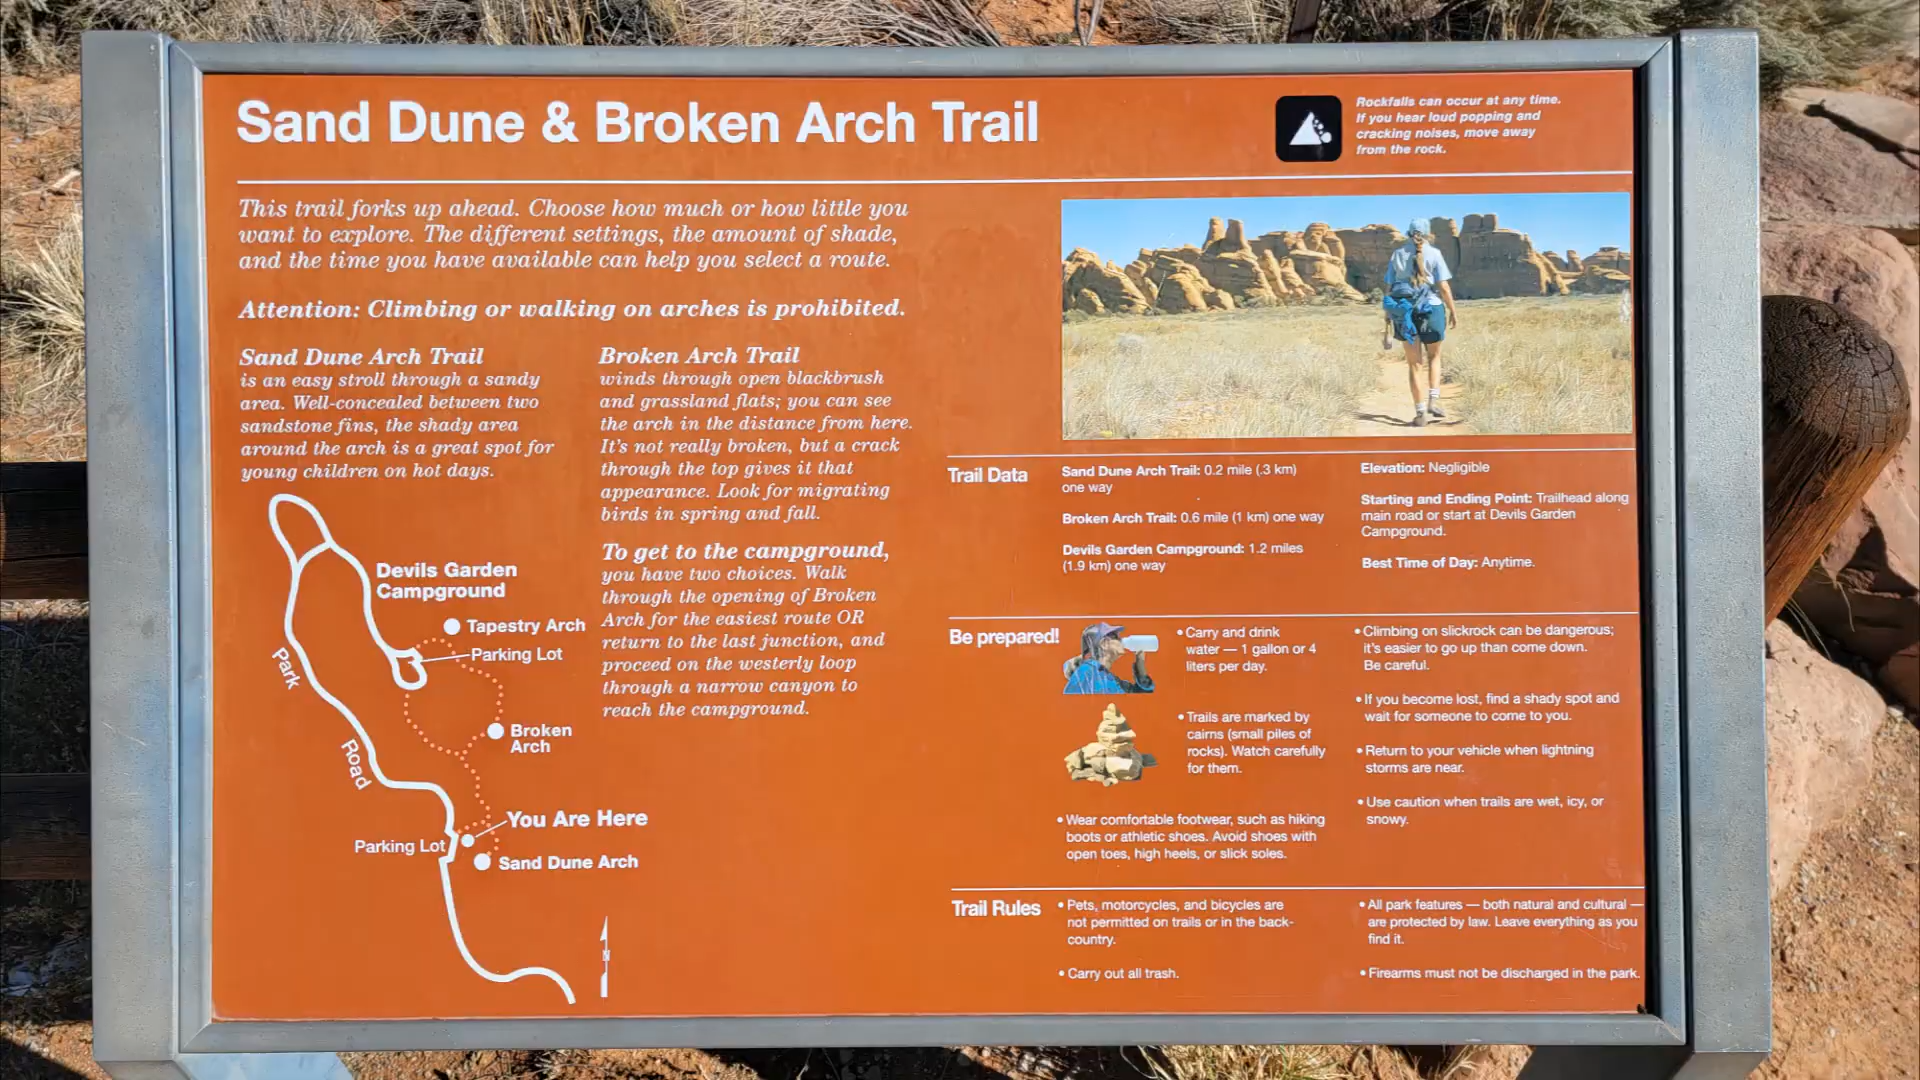 Sand Dune & Broken Arch Trail
Rockfalls can occur at any time.
If you hear loud popping and
cracking noises, move away
from the rock.
This trail forks up ahead. Choose how much or how little you
want to explore. The different settings, the amount of shade,
and the time you have available can help you select a route.
Attention: Climbing or walking on arches is prohibited.
Sand Dune Arch Trail
is an easy stroll through a sandy
area. Well-concealed between two
sandstone fins, the shady area
around the arch is a great spot for
young children on hot days.
Broken Arch Trail
winds through open blackbrush
and grassland flats; you can see
the arch in the distance from here.
It's not really broken, but a crack
through the top gives it that
appearance. Look for migrating
birds in spring and fall.
To get to the campground,
you have two choices. Walk
through the opening of Broken
Arch for the easiest route OR
return to the last junction, and
proceed on the westerly loop
through a narrow canyon to
reach the campground.
Devils Garden
Campground
Tapestry Arch
Parking Lot
Park
Broken
Arch
Road
You Are Here
Parking Lot
Sand Dune Arch
N
Trail Data
Sand Dune Arch Trail: 0.2 mile (.3 km)
one way
Broken Arch Trail: 0.6 mile (1 km) one way
Devils Garden Campground: 1.2 miles
(1.9 km) one way
Elevation: Negligible
Starting and Ending Point: Trailhead along
main road or start at Devils Garden
Campground.
Best Time of Day: Anytime.
Be prepared!
• Carry and drink
water — 1 gallon or 4
liters per day.
• Trails are marked by
cairns (small piles of
rocks). Watch carefully
for them.
• Wear comfortable footwear, such as hiking
boots or athletic shoes. Avoid shoes with
open toes, high heels, or slick soles.
• Climbing on slickrock can be dangerous;
it's easier to go up than come down.
Be careful.
• If you become lost, find a shady spot and
wait for someone to come to you.
• Return to your vehicle when lightning
storms are near.
• Use caution when trails are wet, icy, or
snowy.
Trail Rules
• Pets, motorcycles, and bicycles are
not permitted on trails or in the back-
country.
• Carry out all trash.
• All park features — both natural and cultural —
are protected by law. Leave everything as you
find it.
• Firearms must not be discharged in the park.